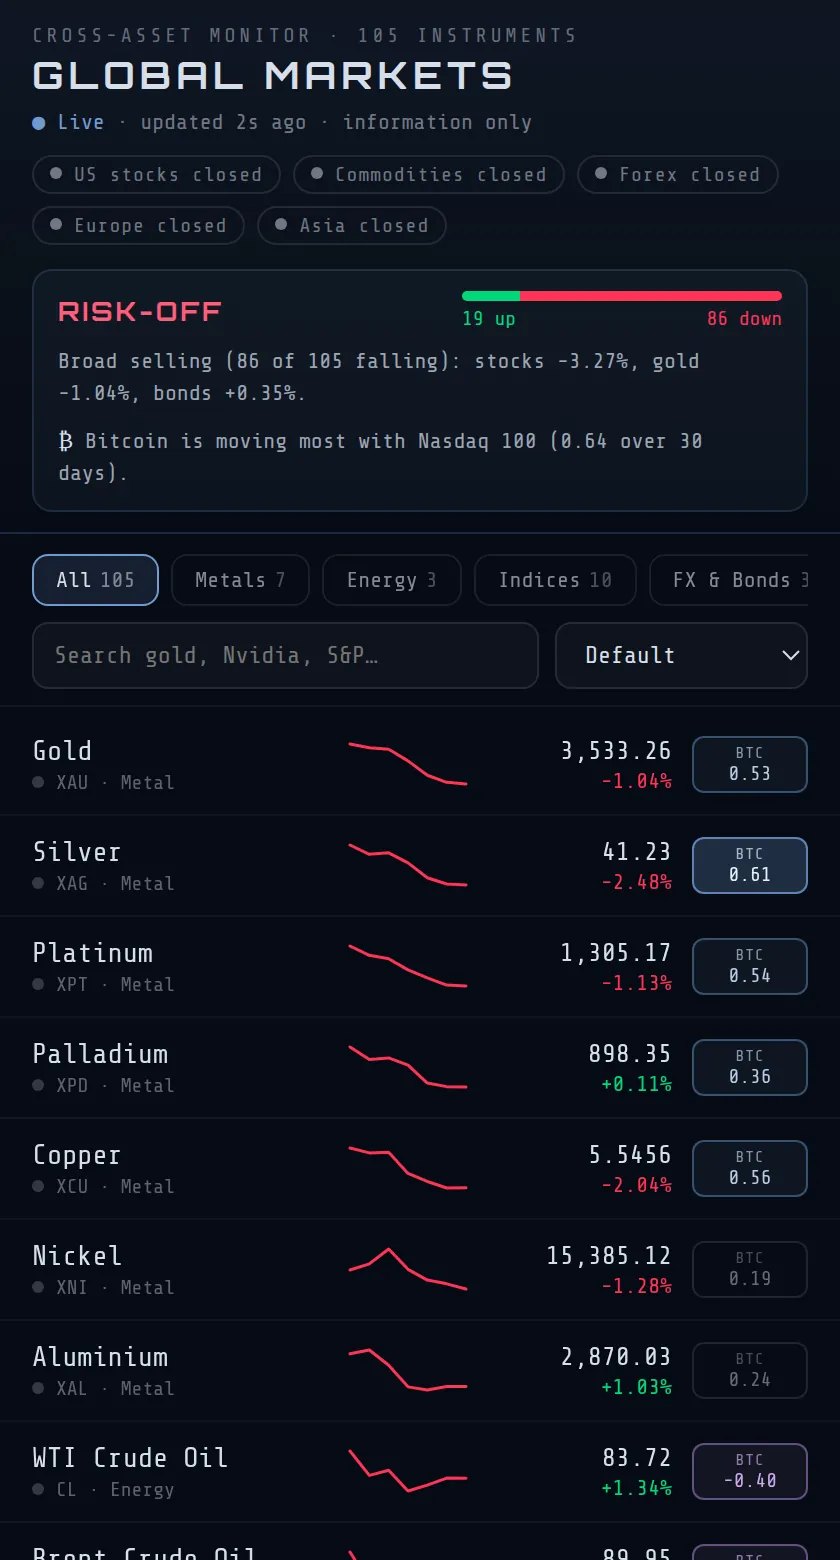 CROSS-ASSET MONITOR · 105 INSTRUMENTS
GLOBAL MARKETS
Live · updated 2s ago · information only
US stocks closed
Commodities closed
Forex closed
Europe closed
Asia closed
RISK-OFF
19 up
86 down
Broad selling (86 of 105 falling): stocks -3.27%, gold
-1.04%, bonds +0.35%.
₿ Bitcoin is moving most with Nasdaq 100 (0.64 over 30
days).
All 105
Metals 7
Energy 3
Indices 10
FX & Bonds
Search gold, Nvidia, S&P…
Default
Gold
3,533.26
BTC
XAU · Metal
-1.04%
0.53
Silver
41.23
BTC
XAG · Metal
-2.48%
0.61
Platinum
1,305.17
BTC
XPT · Metal
-1.13%
0.54
Palladium
898.35
BTC
XPD · Metal
+0.11%
0.36
Copper
5.5456
BTC
XCU · Metal
-2.04%
0.56
Nickel
15,385.12
BTC
XNI · Metal
-1.28%
0.19
Aluminium
2,870.03
BTC
XAL · Metal
+1.03%
0.24
WTI Crude Oil
83.72
BTC
CL · Energy
+1.34%
-0.40
Brent Crude Oil
89.95
BTC